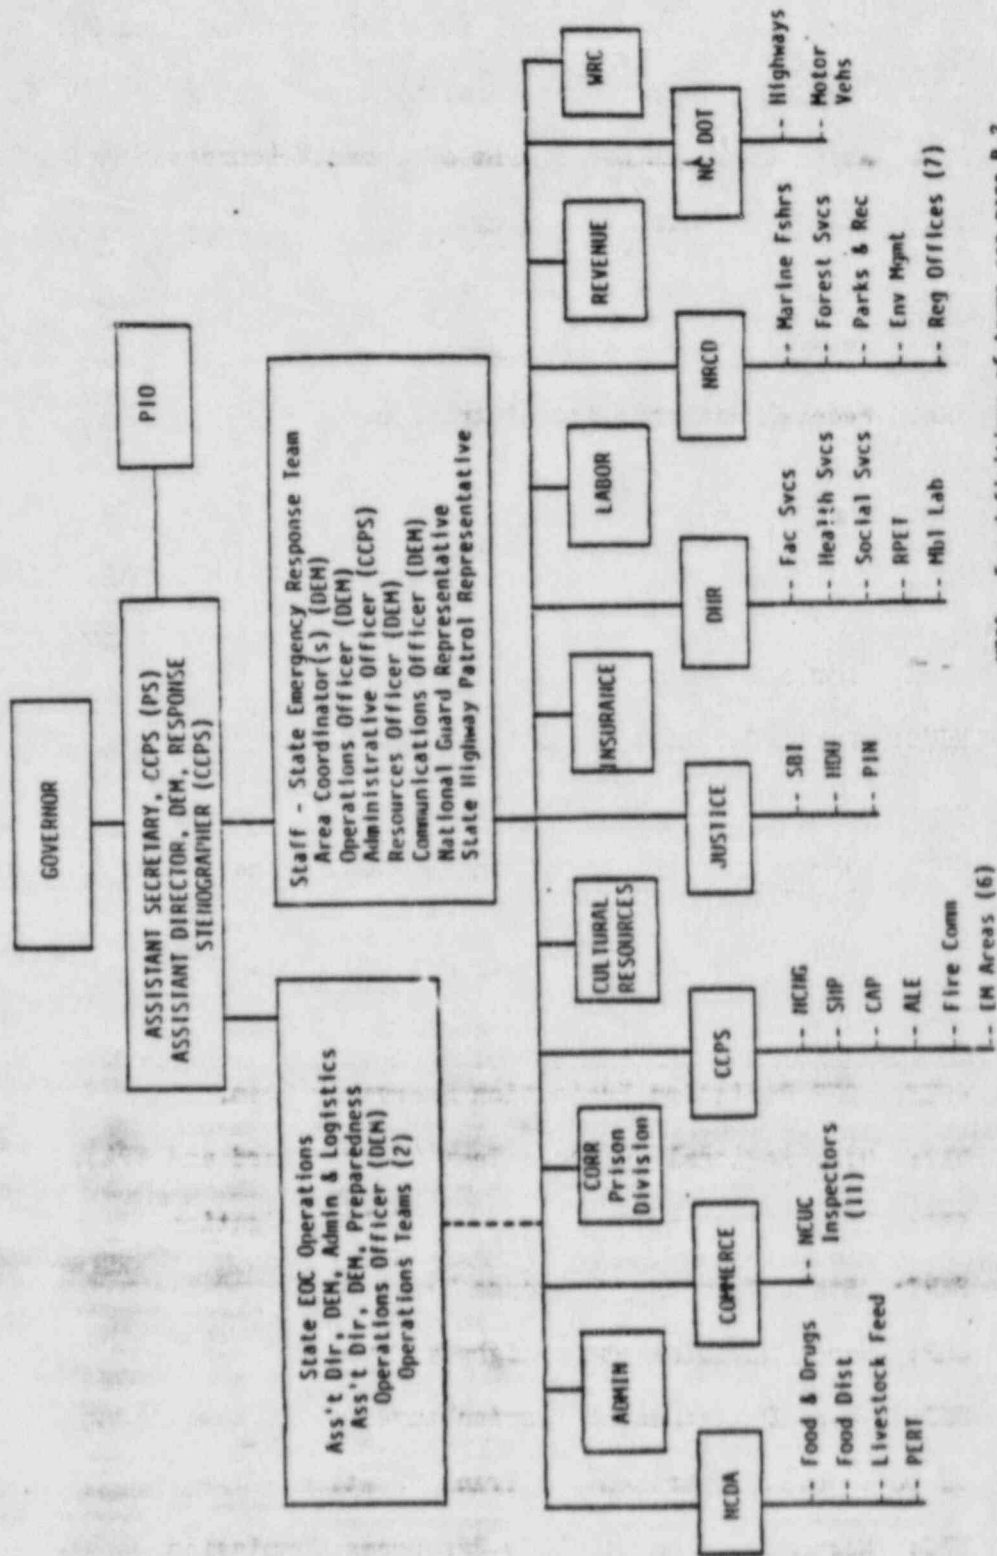 GOVERNOR
ASSISTANT SECRETARY, CCPS (PS)
ASSISTANT DIRECTOR, DEM, RESPONSE
STENOGRAPHER (CCPS)
PIO
State EOC Operations
Ass't Dir, DEM, Admin & Logistics
Ass't Dir, DEM, Preparedness
Operations Officer (DEM)
Operations Teams (2)
Staff - State Emergency Response Team
Area Coordinator(s) (DEM)
Operations Officer (DEM)
Administrative Officer (CCPS)
Resources Officer (DEM)
Communications Officer (DEM)
National Guard Representative
State Highway Patrol Representative
ADMIN
CORR
Prison
Division
CULTURAL
RESOURCES
INSURANCE
LABOR
REVENUE
WRC
NCDA
-- Food & Drugs
-- Food Dist
-- Livestock Feed
-- PERT
COMMERCE
-- NCUC
Inspectors
(11)
CCPS
-- NCNG
-- SHP
-- CAP
-- ALE
-- Fire Comm
-- EM Areas (6)
JUSTICE
-- SBI
-- PIN
DHR
-- Fac Svcs
-- Health Svcs
-- Social Svcs
-- RPET
-- Mbl Lab
NRCD
-- Marine Fshrs
-- Forest Svcs
-- Parks & Rec
-- Env Mgmt
-- Reg Offices (7)
NC DOT
-- Highways
-- Motor
Vehs